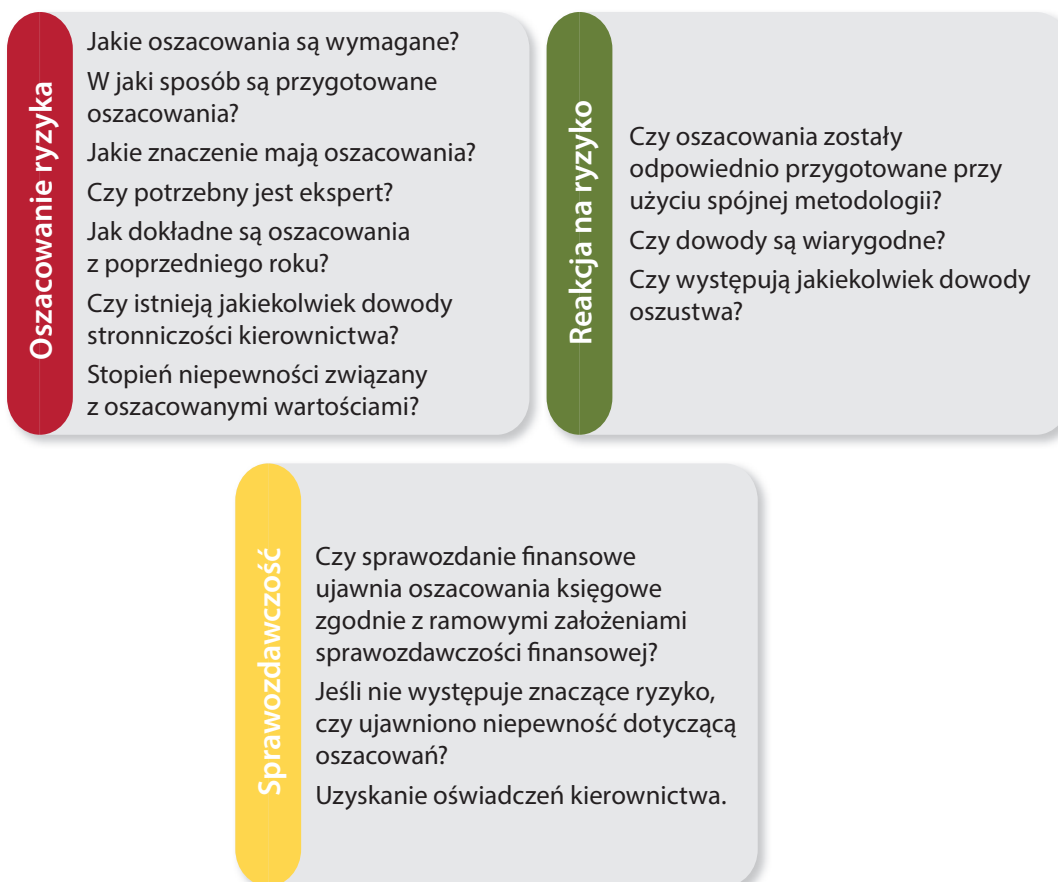 Oszacowanie ryzyka
Jakie oszacowania są wymagane?
W jaki sposób są przygotowane
oszacowania?
Jakie znaczenie mają oszacowania?
Czy potrzebny jest ekspert?
Jak dokładne są oszacowania
z poprzedniego roku?
Czy istnieją jakiekolwiek dowody
stronniczości kierownictwa?
Stopień niepewności związany
z oszacowanymi wartościami?
Reakcja na ryzyko
Czy oszacowania zostały
odpowiednio przygotowane przy
użyciu spójnej metodologii?
Czy dowody są wiarygodne?
Czy występują jakiekolwiek dowody
oszustwa?
Sprawozdawczość
Czy sprawozdanie finansowe
ujawnia oszacowania księgowe
zgodnie z ramowymi założeniami
sprawozdawczości finansowej?
Jeśli nie występuje znaczące ryzyko,
czy ujawniono niepewność dotyczącą
oszacowań?
Uzyskanie oświadczeń kierownictwa.